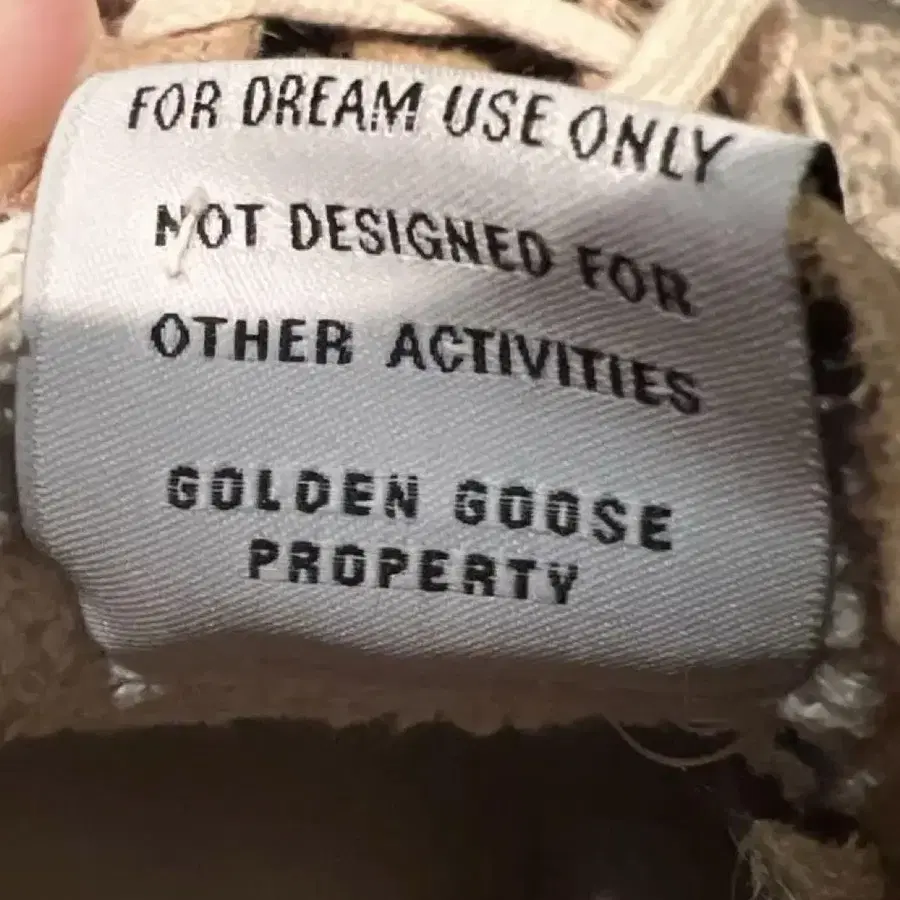 FOR DREAM USE ONLY
NOT DESIGNED FOR
OTHER ACTIVITIES
GOLDEN GOOSE
PROPERTY